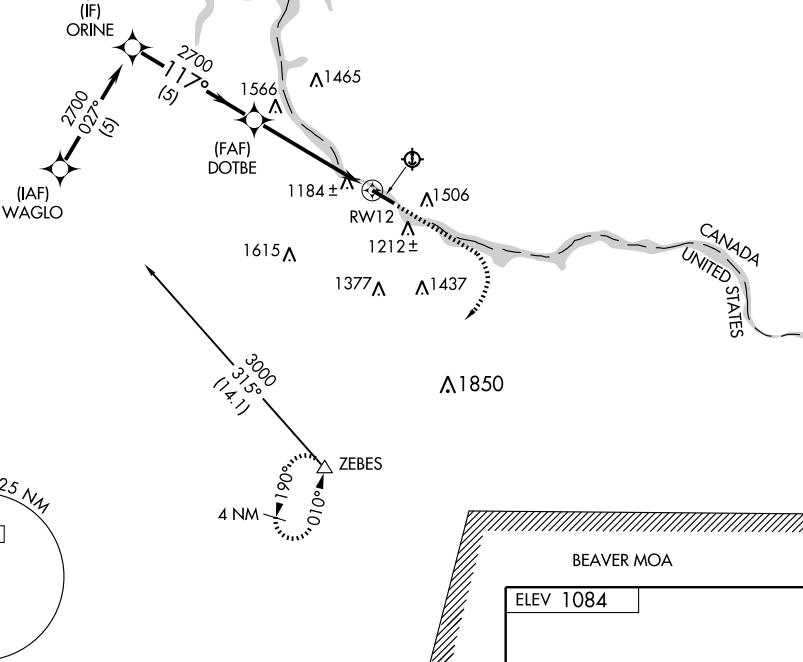 (IF)
ORINE
2700
117°
(5)
1566
1465
2700
027°
(5)
(FAF)
DOTBE
(IAF)
WAGLO
1184 ±
RW12
1506
1212 ±
1615
1377
1437
CANADA
UNITED STATES
3000
315°
(14.1)
1850
ZEBES
190°
010°
4 NM
25 NM
BEAVER MOA
ELEV 1084